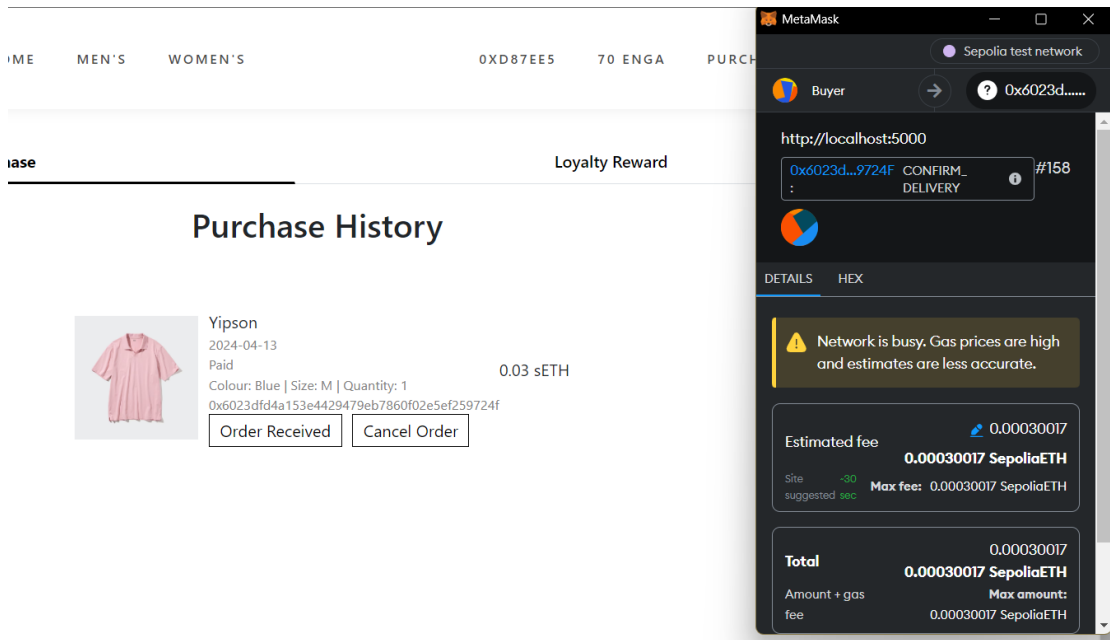 OME MEN'S WOMEN'S 0XD87EE5 70 ENGA PURCH
hase Loyalty Reward
Purchase History
Yipson
2024-04-13
Paid
Colour: Blue | Size: M | Quantity: 1
0x6023dfd4a153e4429479eb7860f02e5ef259724f
0.03 sETH
Order Received Cancel Order
MetaMask
Sepolia test network
Buyer 0x6023d......
http://localhost:5000
0x6023d...9724F CONFIRM_ #158
: DELIVERY
DETAILS HEX
Network is busy. Gas prices are high
and estimates are less accurate.
0.00030017
Estimated fee
0.00030017 SepoliaETH
Site ~30 Max fee: 0.00030017 SepoliaETH
suggested sec
0.00030017
Total
0.00030017 SepoliaETH
Amount + gas Max amount:
fee 0.00030017 SepoliaETH